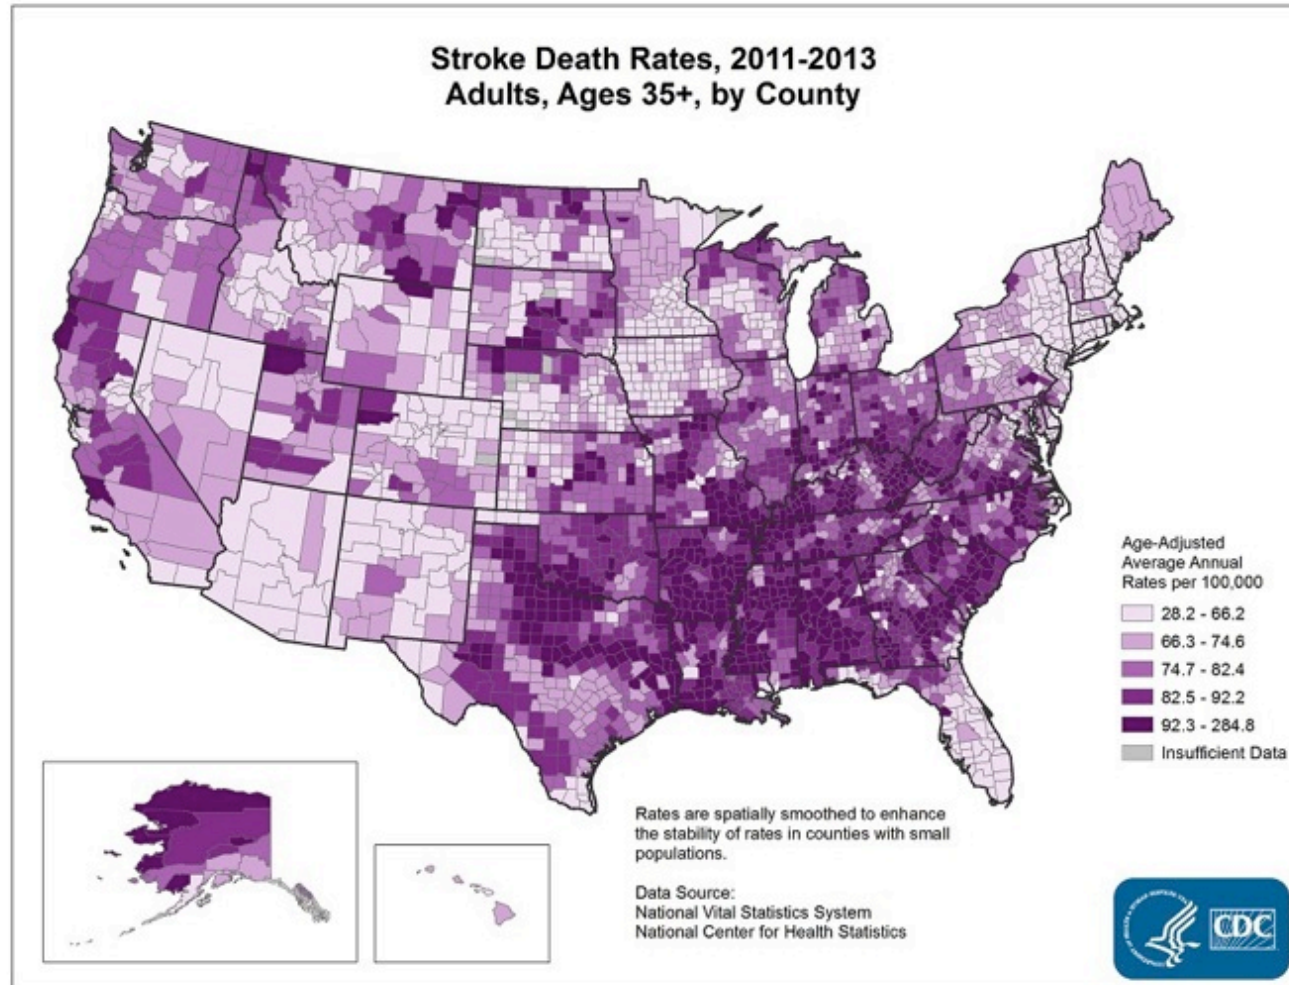 Stroke Death Rates, 2011-2013
Adults, Ages 35+, by County
Age-Adjusted
Average Annual
Rates per 100,000
28.2 - 66.2
66.3 - 74.6
74.7 - 82.4
82.5 - 92.2
92.3 - 284.8
Insufficient Data
Rates are spatially smoothed to enhance
the stability of rates in counties with small
populations.
Data Source:
National Vital Statistics System
National Center for Health Statistics
CDC